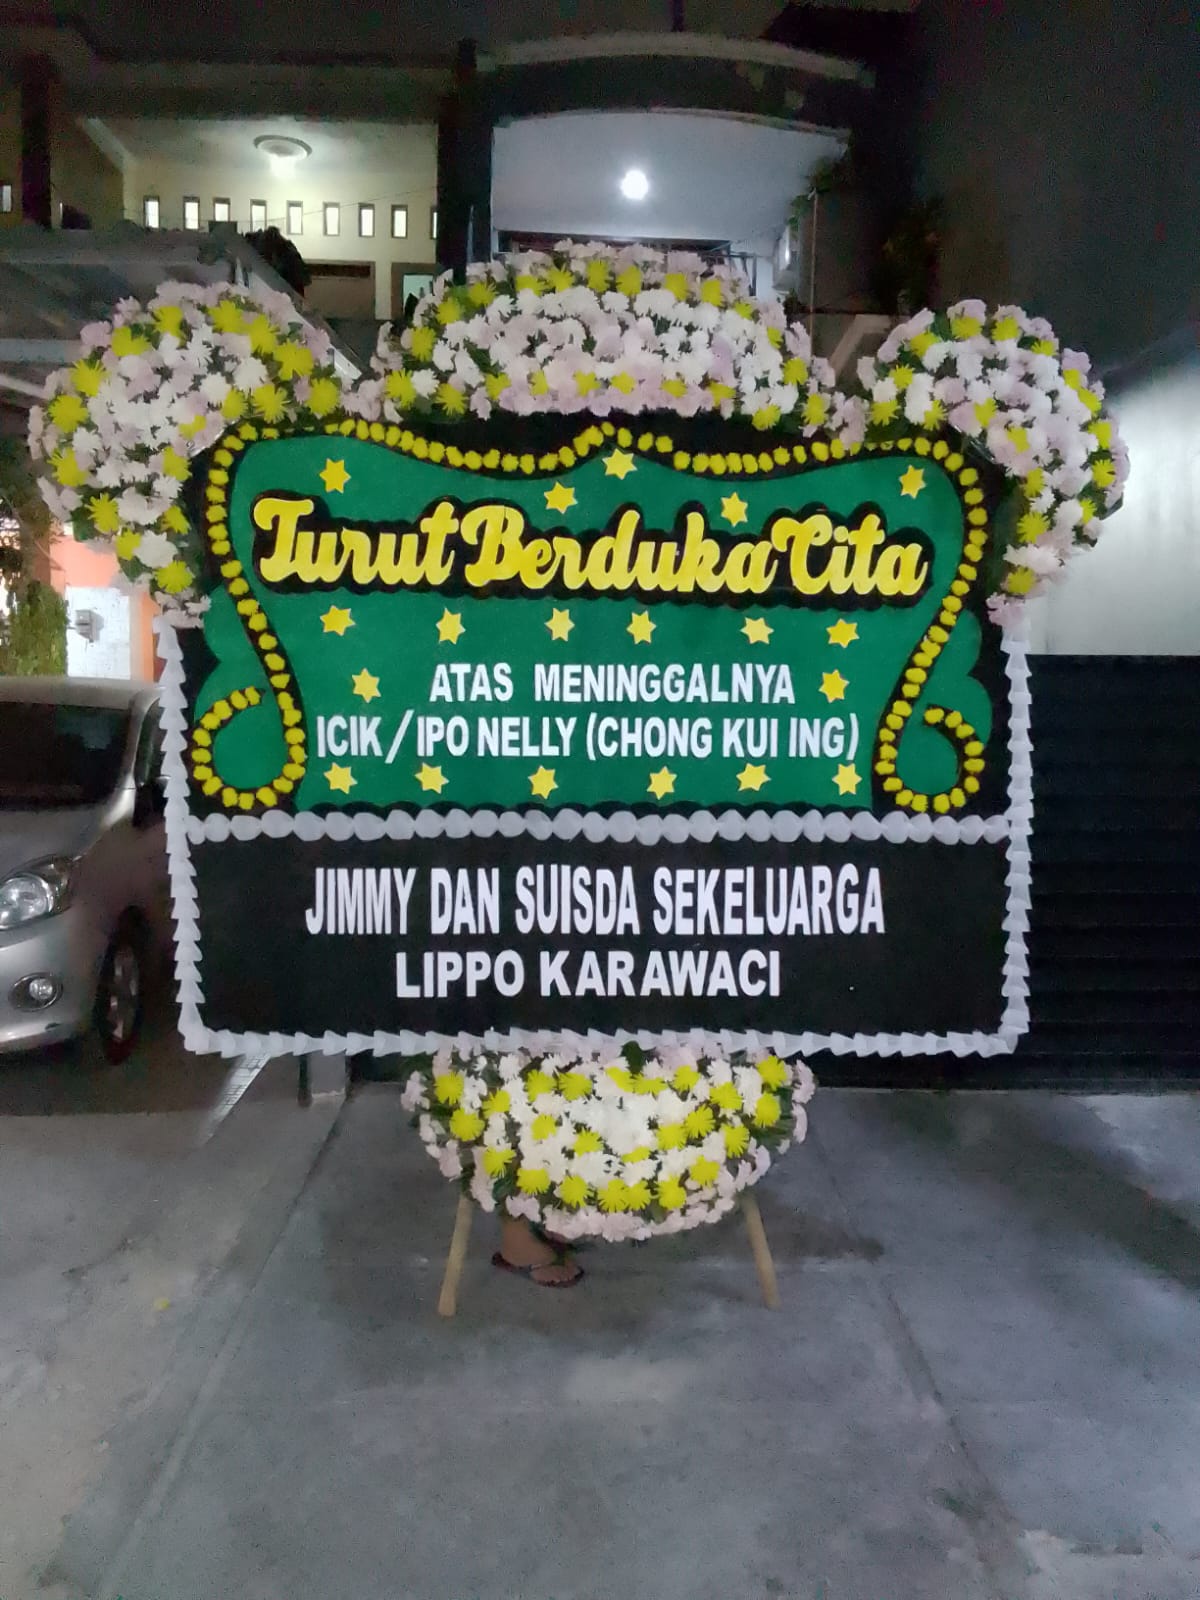 Turut Berduka Cita
ATAS MENINGGALNYA
ICIK / IPO NELLY (CHONG KUI ING)
JIMMY DAN SUISDA SEKELUARGA
LIPPO KARAWACI